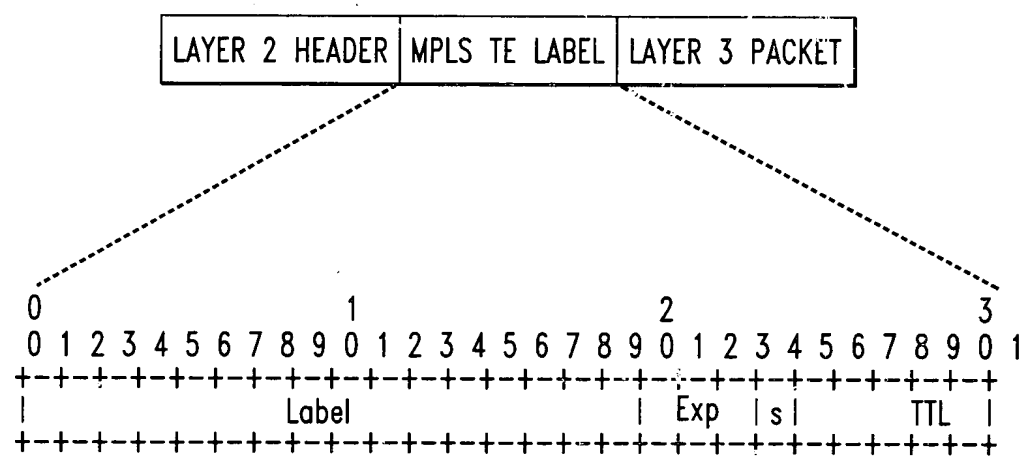 LAYER 2 HEADER MPLS TE LABEL LAYER 3 PACKET
0 1 2 3
0 1 2 3 4 5 6 7 8 9 0 1 2 3 4 5 6 7 8 9 0 1 2 3 4 5 6 7 8 9 0 1
+-+-+-+-+-+-+-+-+-+-+-+-+-+-+-+-+-+-+-+-+-+-+-+-+-+
| Label | Exp |s| TTL |
+-+-+-+-+-+-+-+-+-+-+-+-+-+-+-+-+-+-+-+-+-+-+-+-+-+